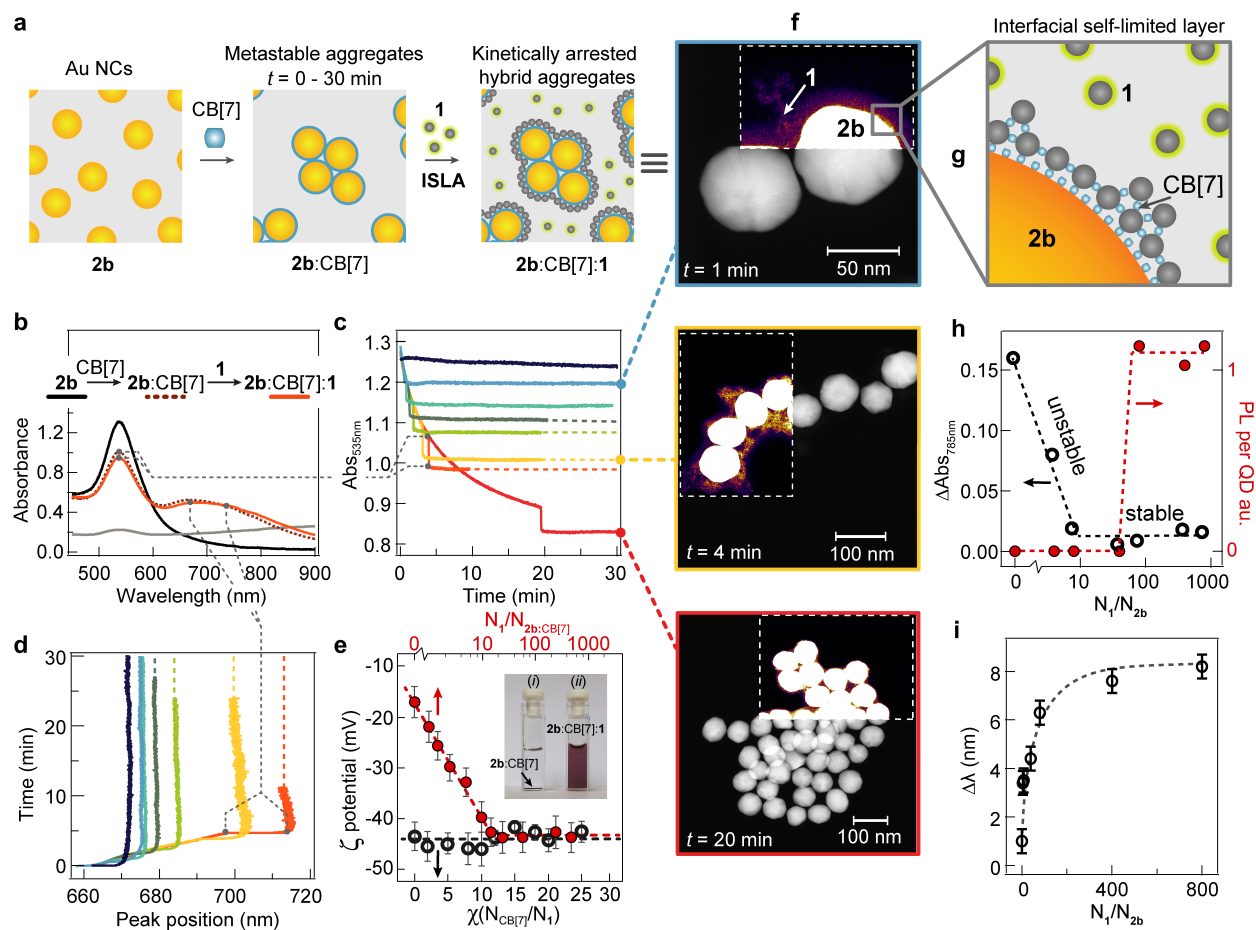 a
Au NCs
2b
CB[7]
Metastable aggregates
t = 0 - 30 min
2b:CB[7]
1
ISLA
Kinetically arrested
hybrid aggregates
2b:CB[7]:1
f
1
2b
t = 1 min
50 nm
Interfacial self-limited layer
g
1
CB[7]
2b
b
2b CB[7] 2b:CB[7] 1 2b:CB[7]:1
Absorbance
1.2
0.8
0.4
0.0
500 600 700 800 900
Wavelength (nm)
c
Abs535nm
1.3
1.2
1.1
1.0
0.9
0.8
0 10 20 30
Time (min)
t = 4 min
100 nm
h
ΔAbs785nm
0.15
0.10
0.05
0.00
unstable
stable
1
0
PL per QD au.
0 10 100 1000
N1/N2b
d
Time (min)
30
20
10
0
660 680 700 720
Peak position (nm)
e
N1/N2b:CB[7]
0 10 100 1000
ζ potential (mV)
-10
-20
-30
-40
-50
(i) (ii)
2b:CB[7]:1
2b:CB[7]
0 5 10 15 20 25 30
χ(NCB[7]/N1)
t = 20 min
100 nm
i
Δλ (nm)
8
6
4
2
0
0 400 800
N1/N2b